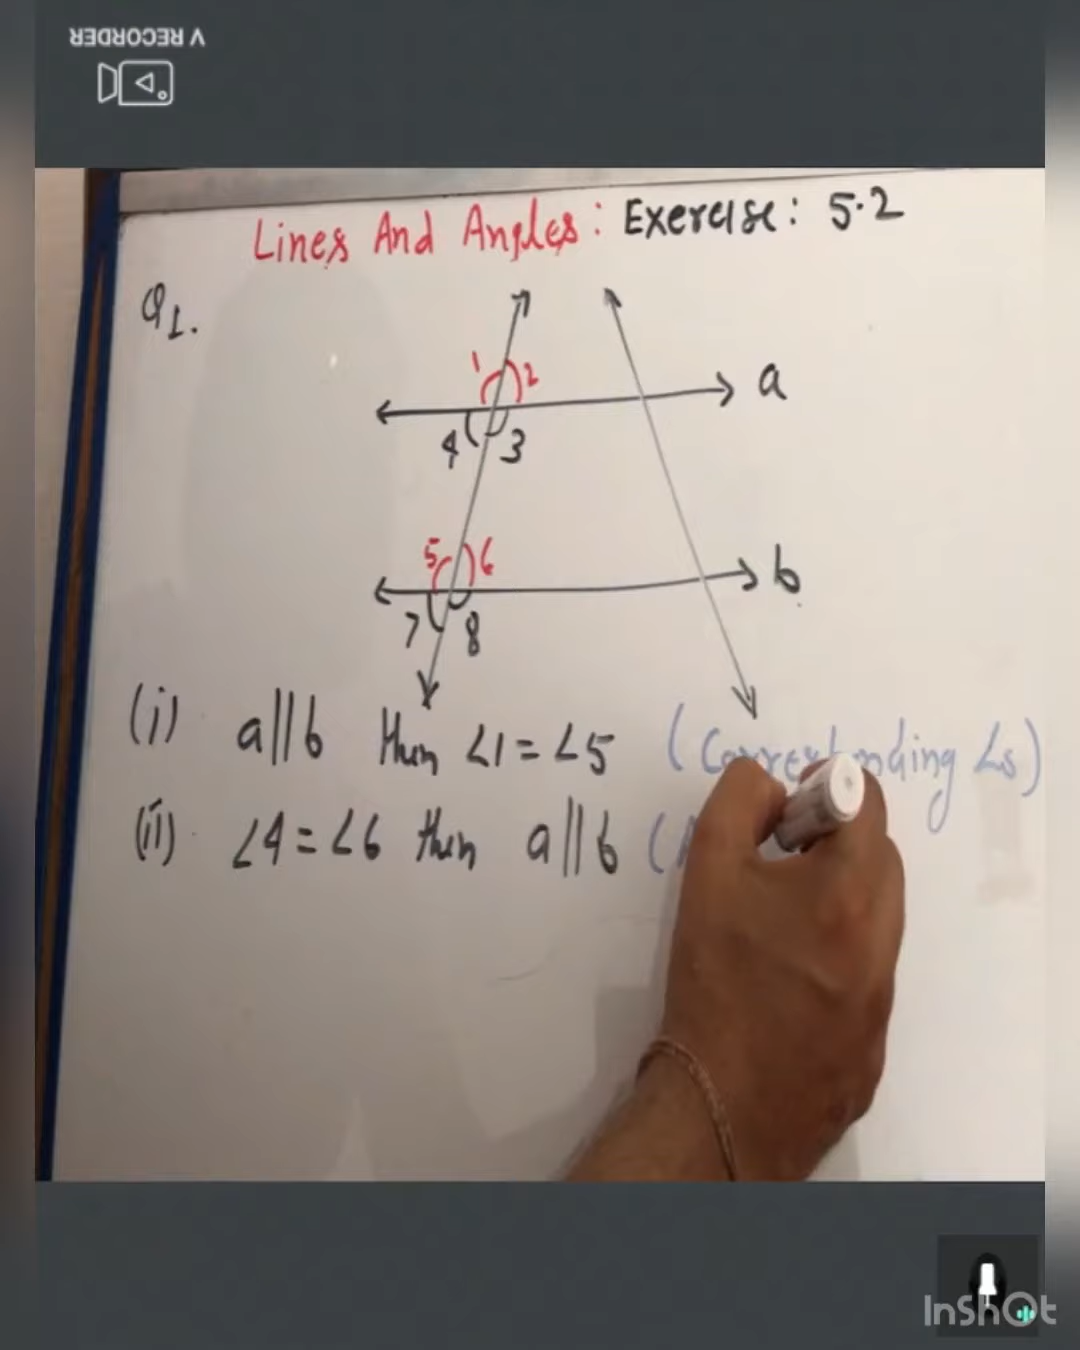 V RECORDER
Lines And Angles: Exercise: 5.2
Q1.
1 2
a
4 3
5 6
b
7 8
(i) a||b then ∠1=∠5 (Corresponding ∠s)
(ii) ∠4=∠6 then a||b (A
InShOt